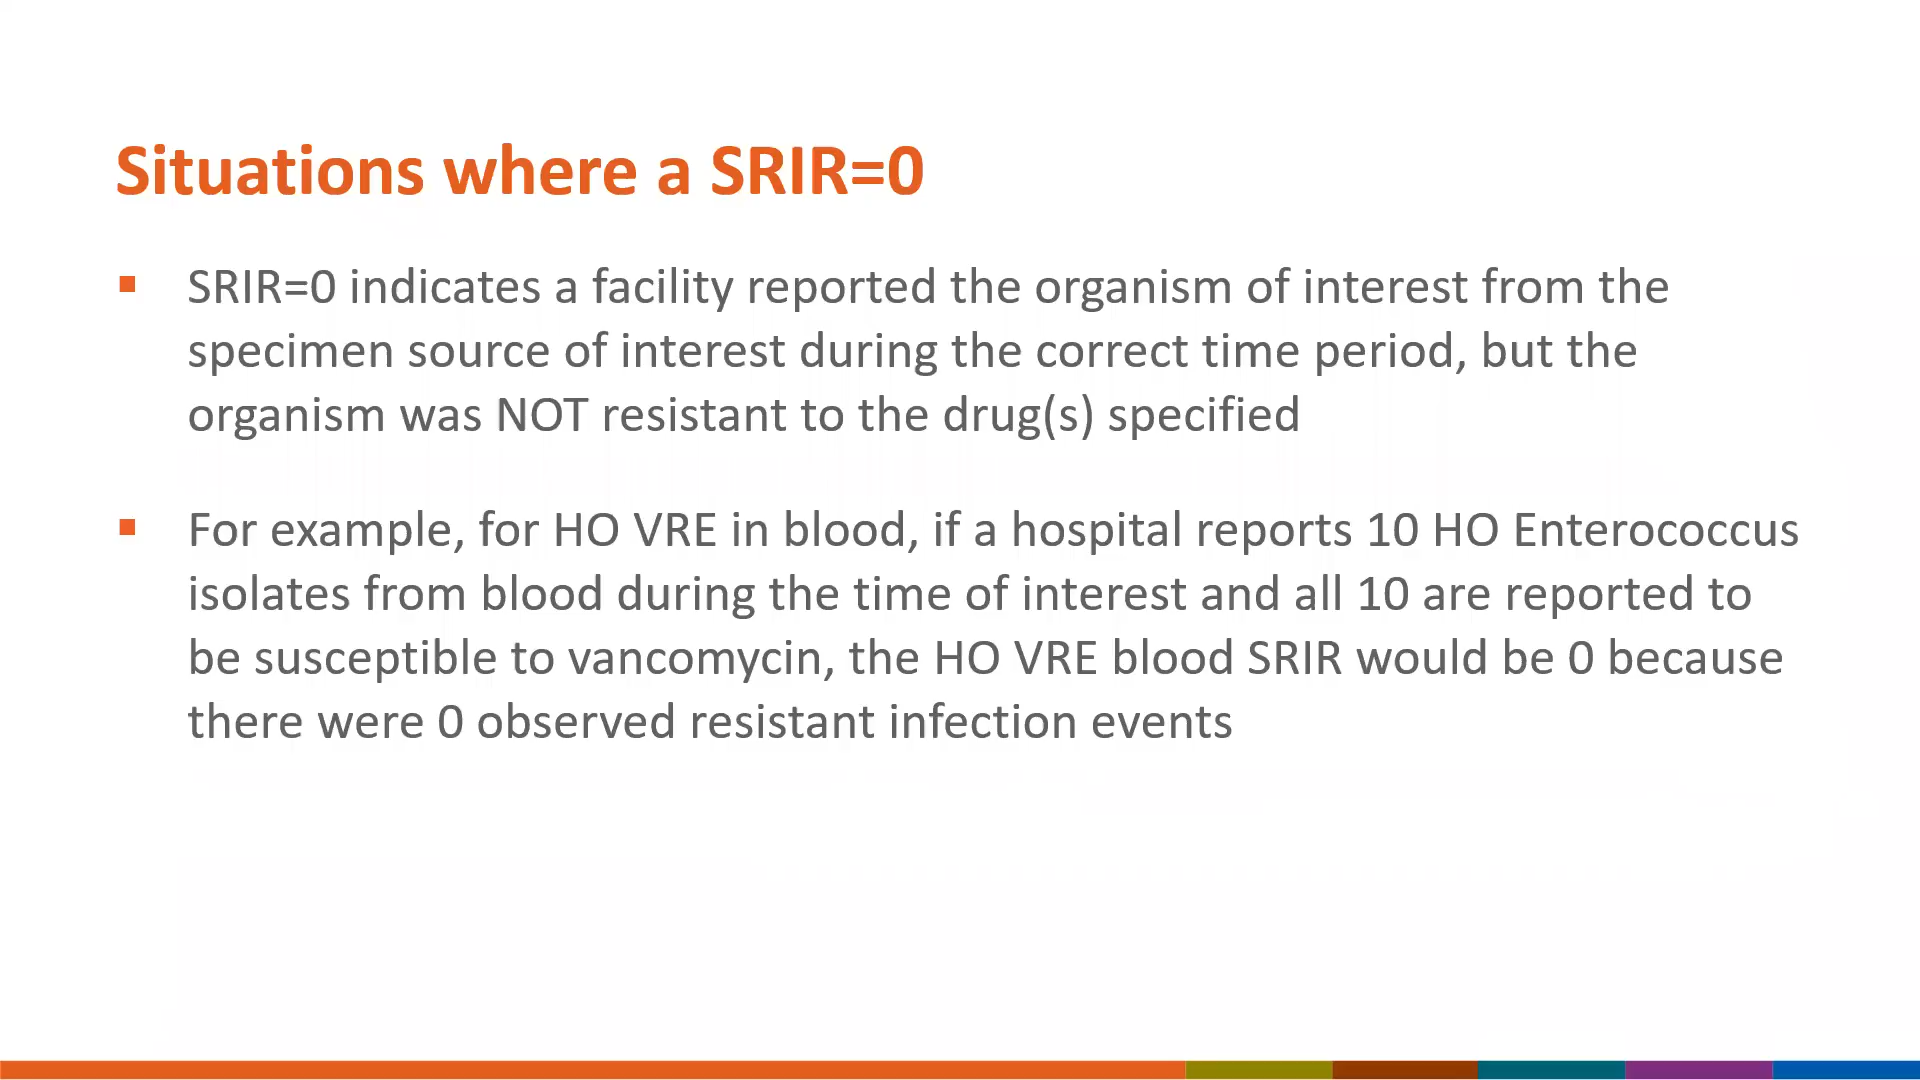 Situations where a SRIR=0
▪ SRIR=0 indicates a facility reported the organism of interest from the
specimen source of interest during the correct time period, but the
organism was NOT resistant to the drug(s) specified
▪ For example, for HO VRE in blood, if a hospital reports 10 HO Enterococcus
isolates from blood during the time of interest and all 10 are reported to
be susceptible to vancomycin, the HO VRE blood SRIR would be 0 because
there were 0 observed resistant infection events